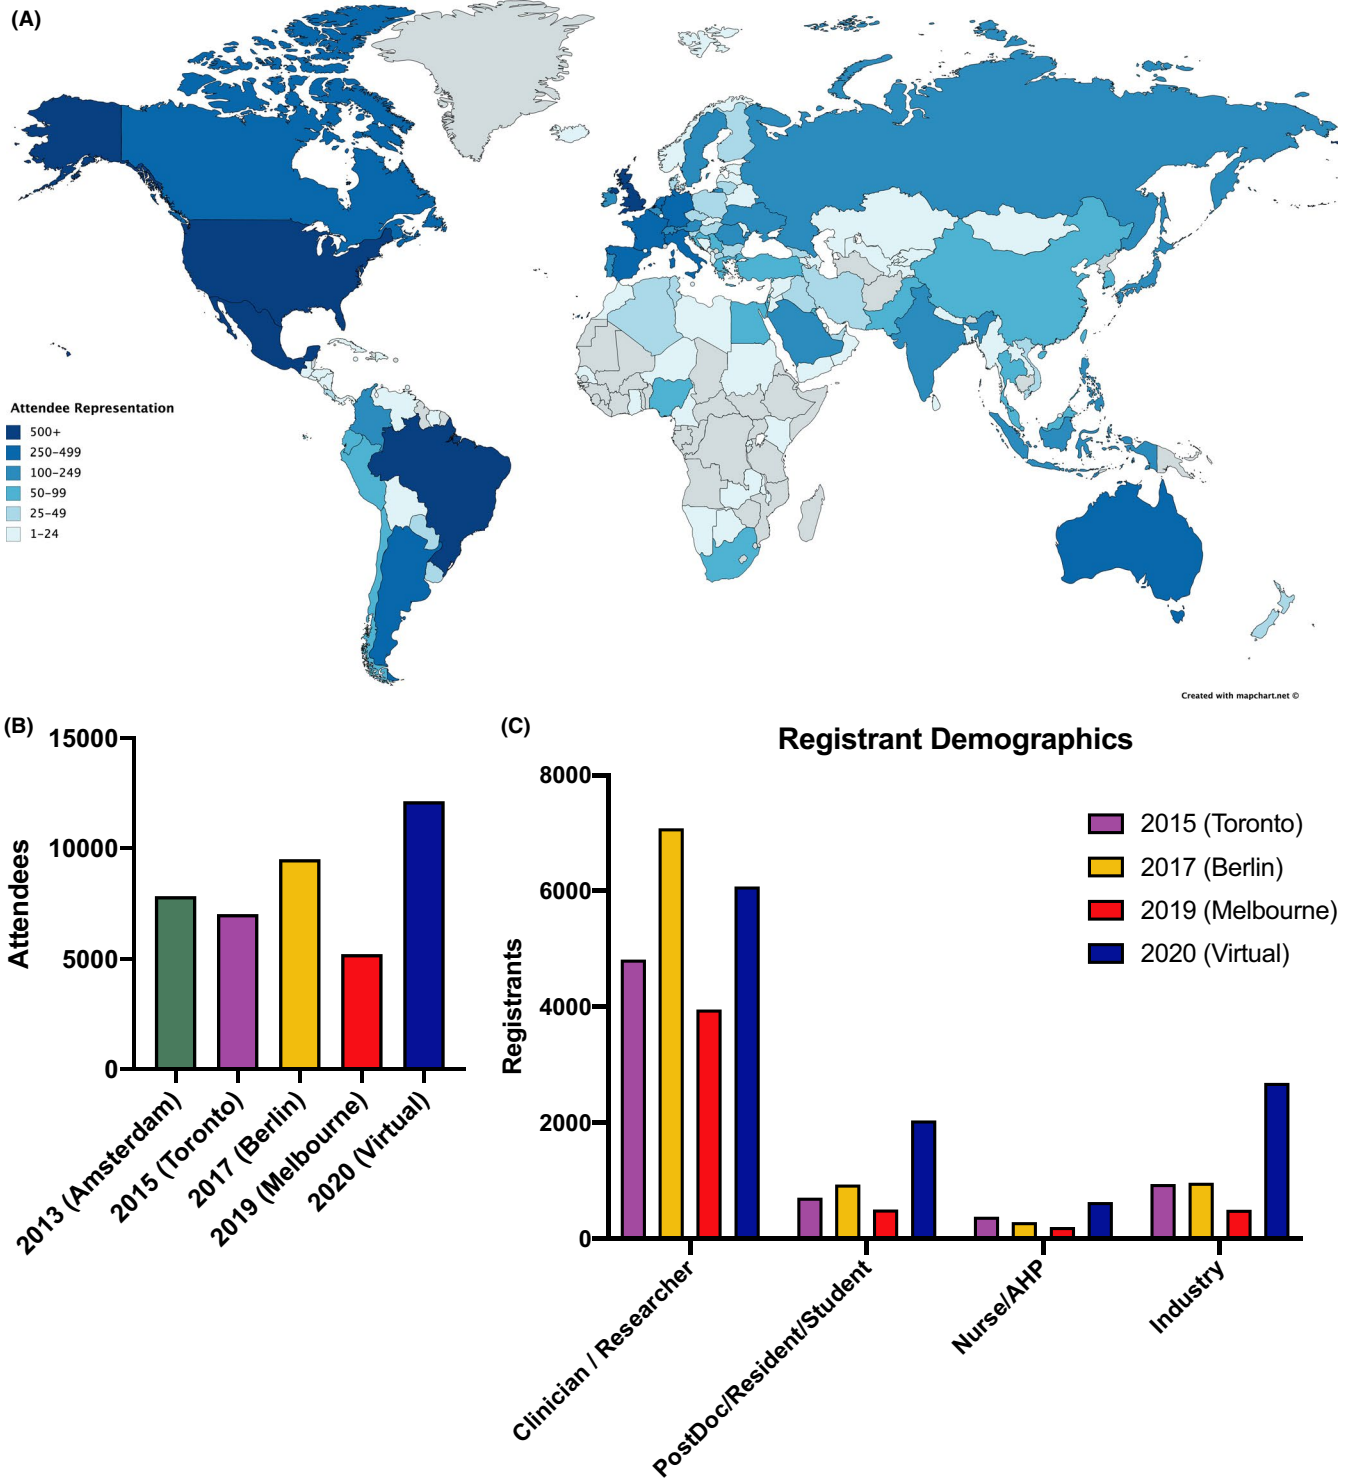 (A)
Attendee Representation
500+
250–499
100–249
50–99
25–49
1–24
Created with mapchart.net ©
(B)
15000
10000
5000
0
Attendees
2013 (Amsterdam)
2015 (Toronto)
2017 (Berlin)
2019 (Melbourne)
2020 (Virtual)
(C)
Registrant Demographics
8000
6000
4000
2000
0
Registrants
2015 (Toronto)
2017 (Berlin)
2019 (Melbourne)
2020 (Virtual)
Clinician / Researcher
PostDoc/Resident/Student
Nurse/AHP
Industry